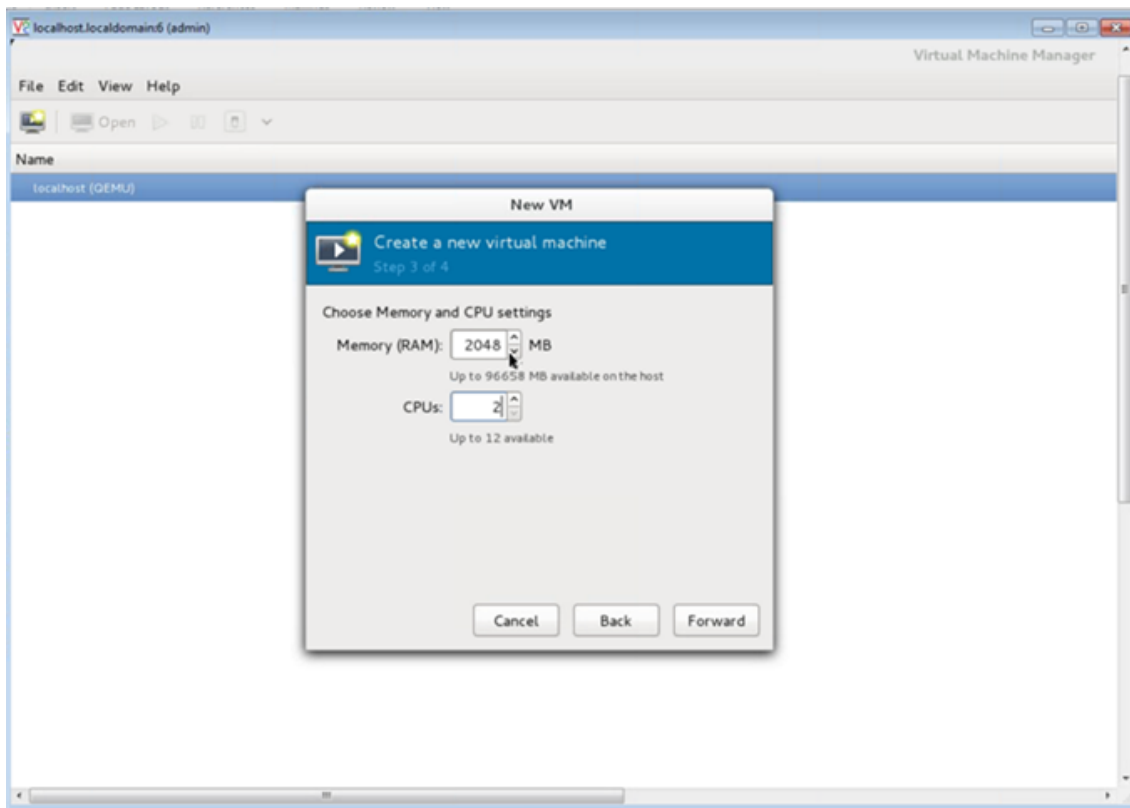 localhost.localdomain:6 (admin)
Virtual Machine Manager
File Edit View Help
Open
Name
localhost (QEMU)
New VM
Create a new virtual machine
Step 3 of 4
Choose Memory and CPU settings
Memory (RAM): 2048 MB
Up to 96658 MB available on the host
CPUs: 2
Up to 12 available
Cancel Back Forward